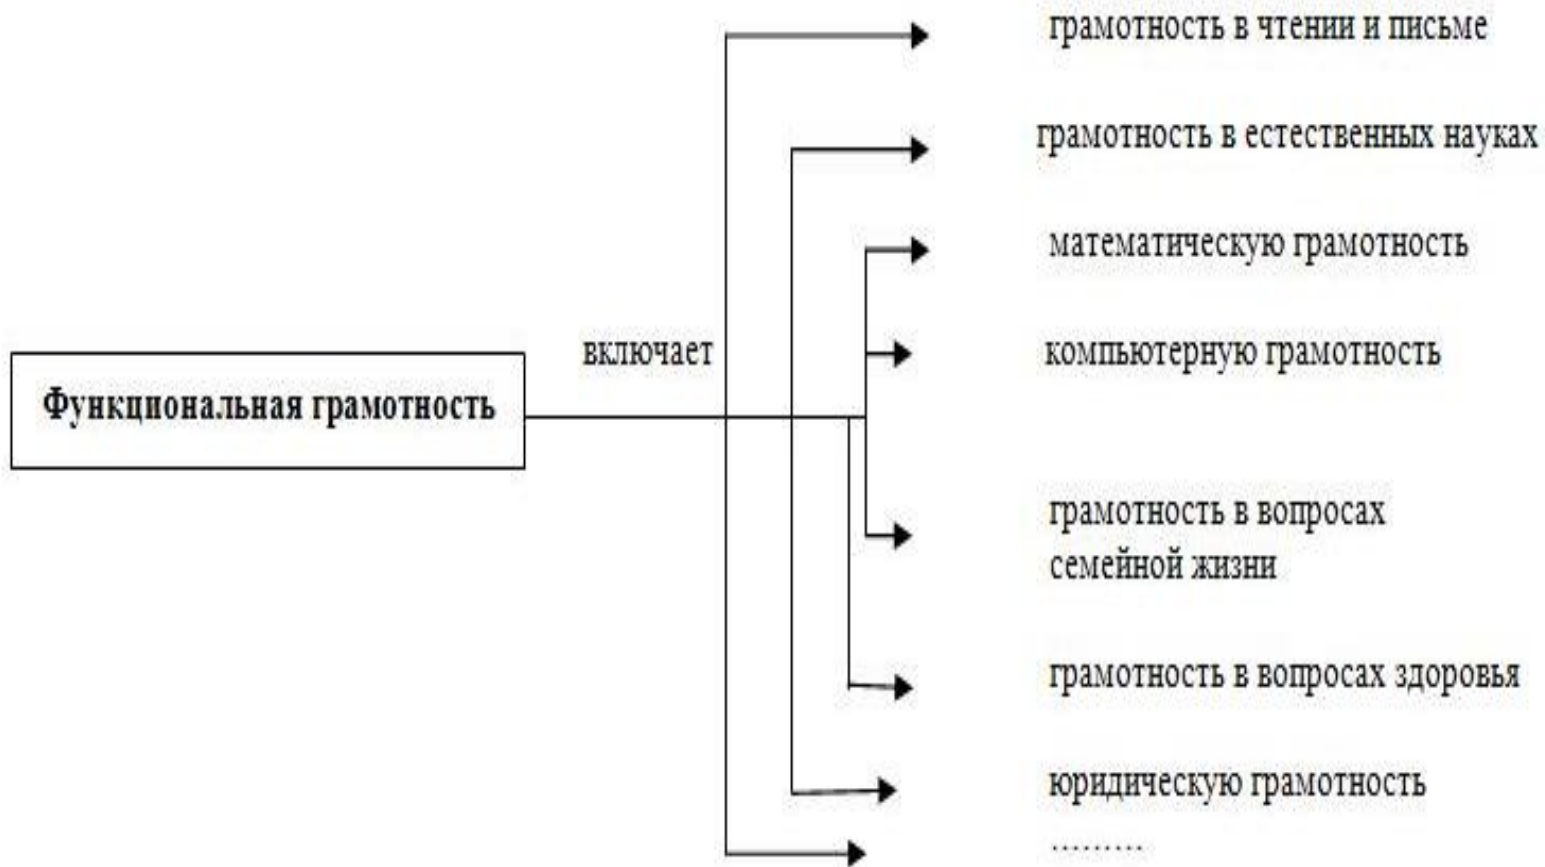 грамотность в чтении и письме
грамотность в естественных науках
математическую грамотность
включает
компьютерную грамотность
Функциональная грамотность
грамотность в вопросах
семейной жизни
грамотность в вопросах здоровья
юридическую грамотность
………